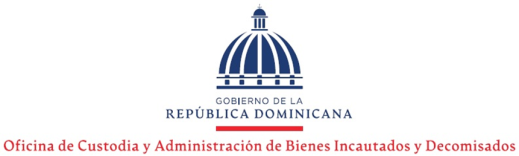 GOBIERNO DE LA
REPÚBLICA DOMINICANA
Oficina de Custodia y Administración de Bienes Incautados y Decomisados